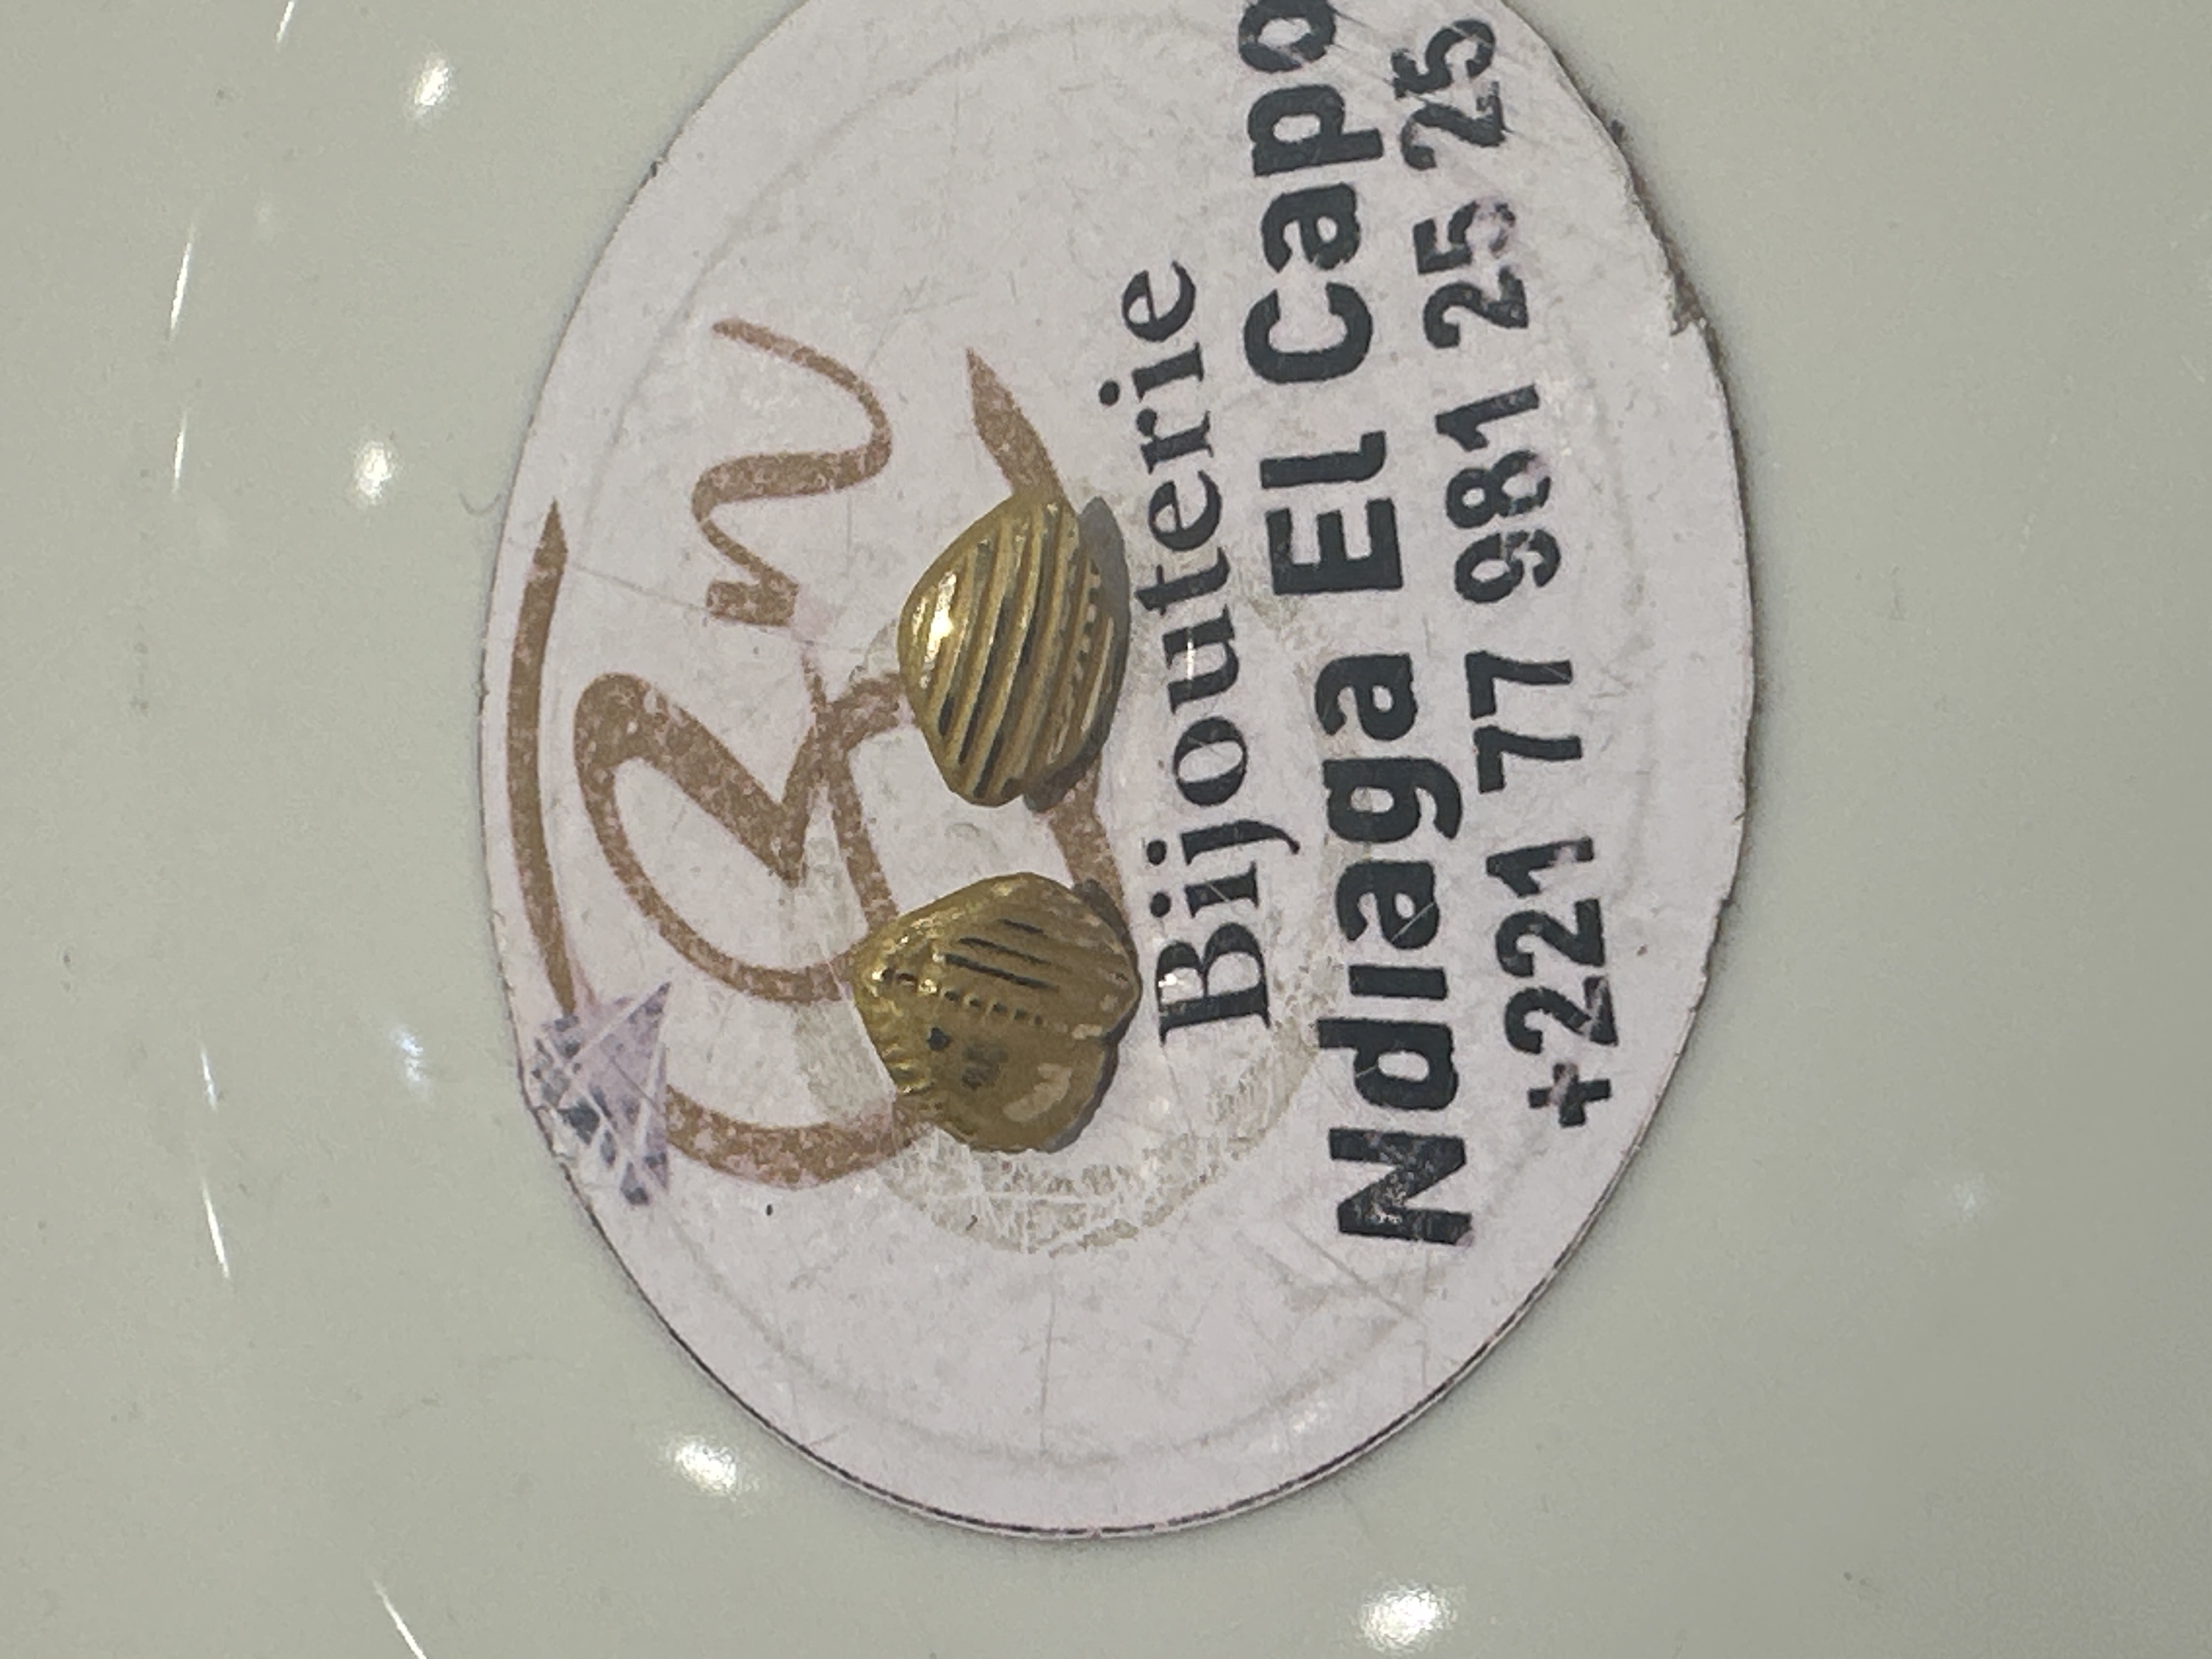 Bijouterie
Ndiaga El Capo
+221 77 981 25 25